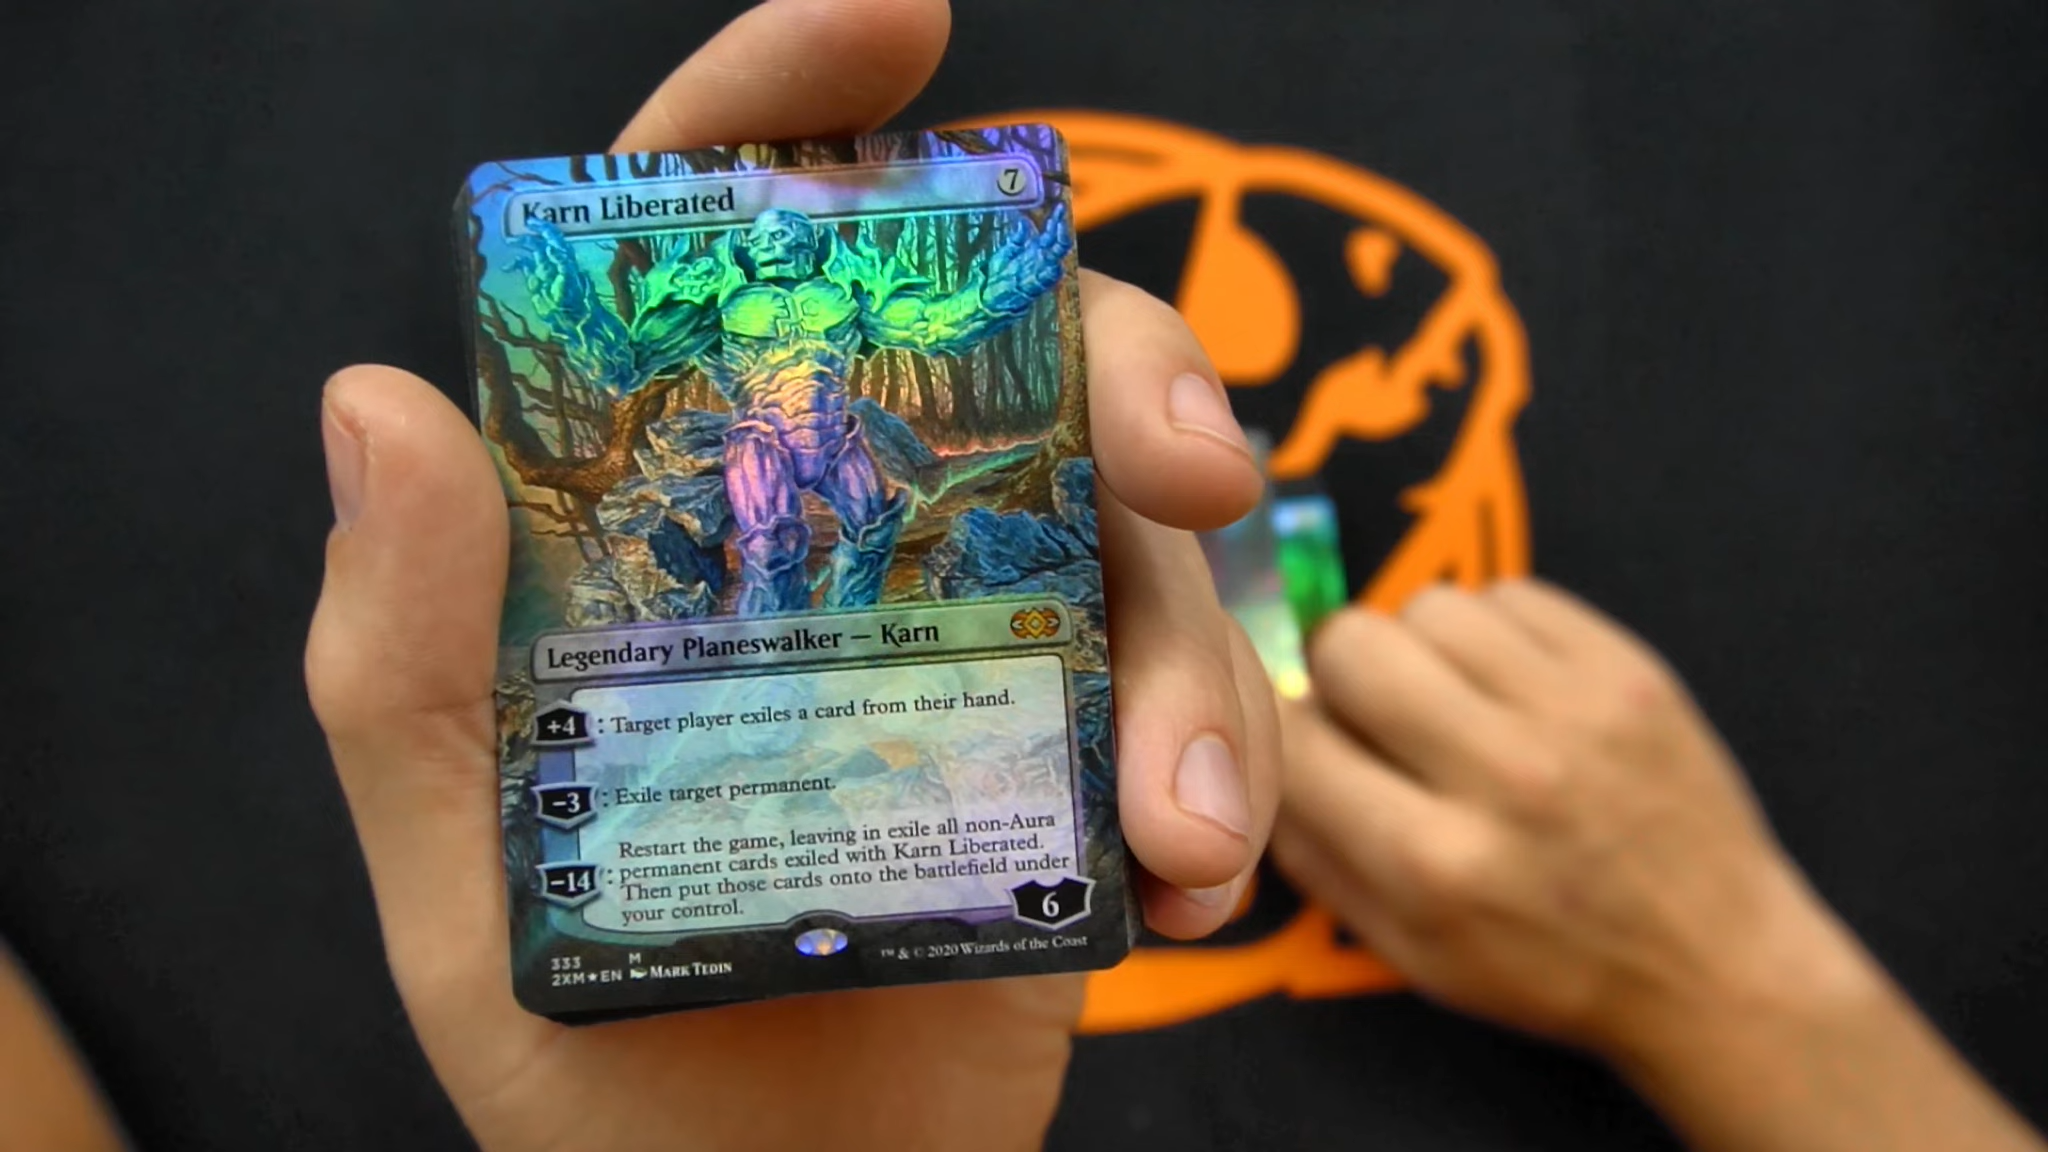 Karn Liberated 7
Legendary Planeswalker — Karn
+4 : Target player exiles a card from their hand.
−3 : Exile target permanent.
Restart the game, leaving in exile all non-Aura
−14 : permanent cards exiled with Karn Liberated.
Then put those cards onto the battlefield under
your control.
6
333 M
2XM★EN Mark Tedin
™ & © 2020 Wizards of the Coast